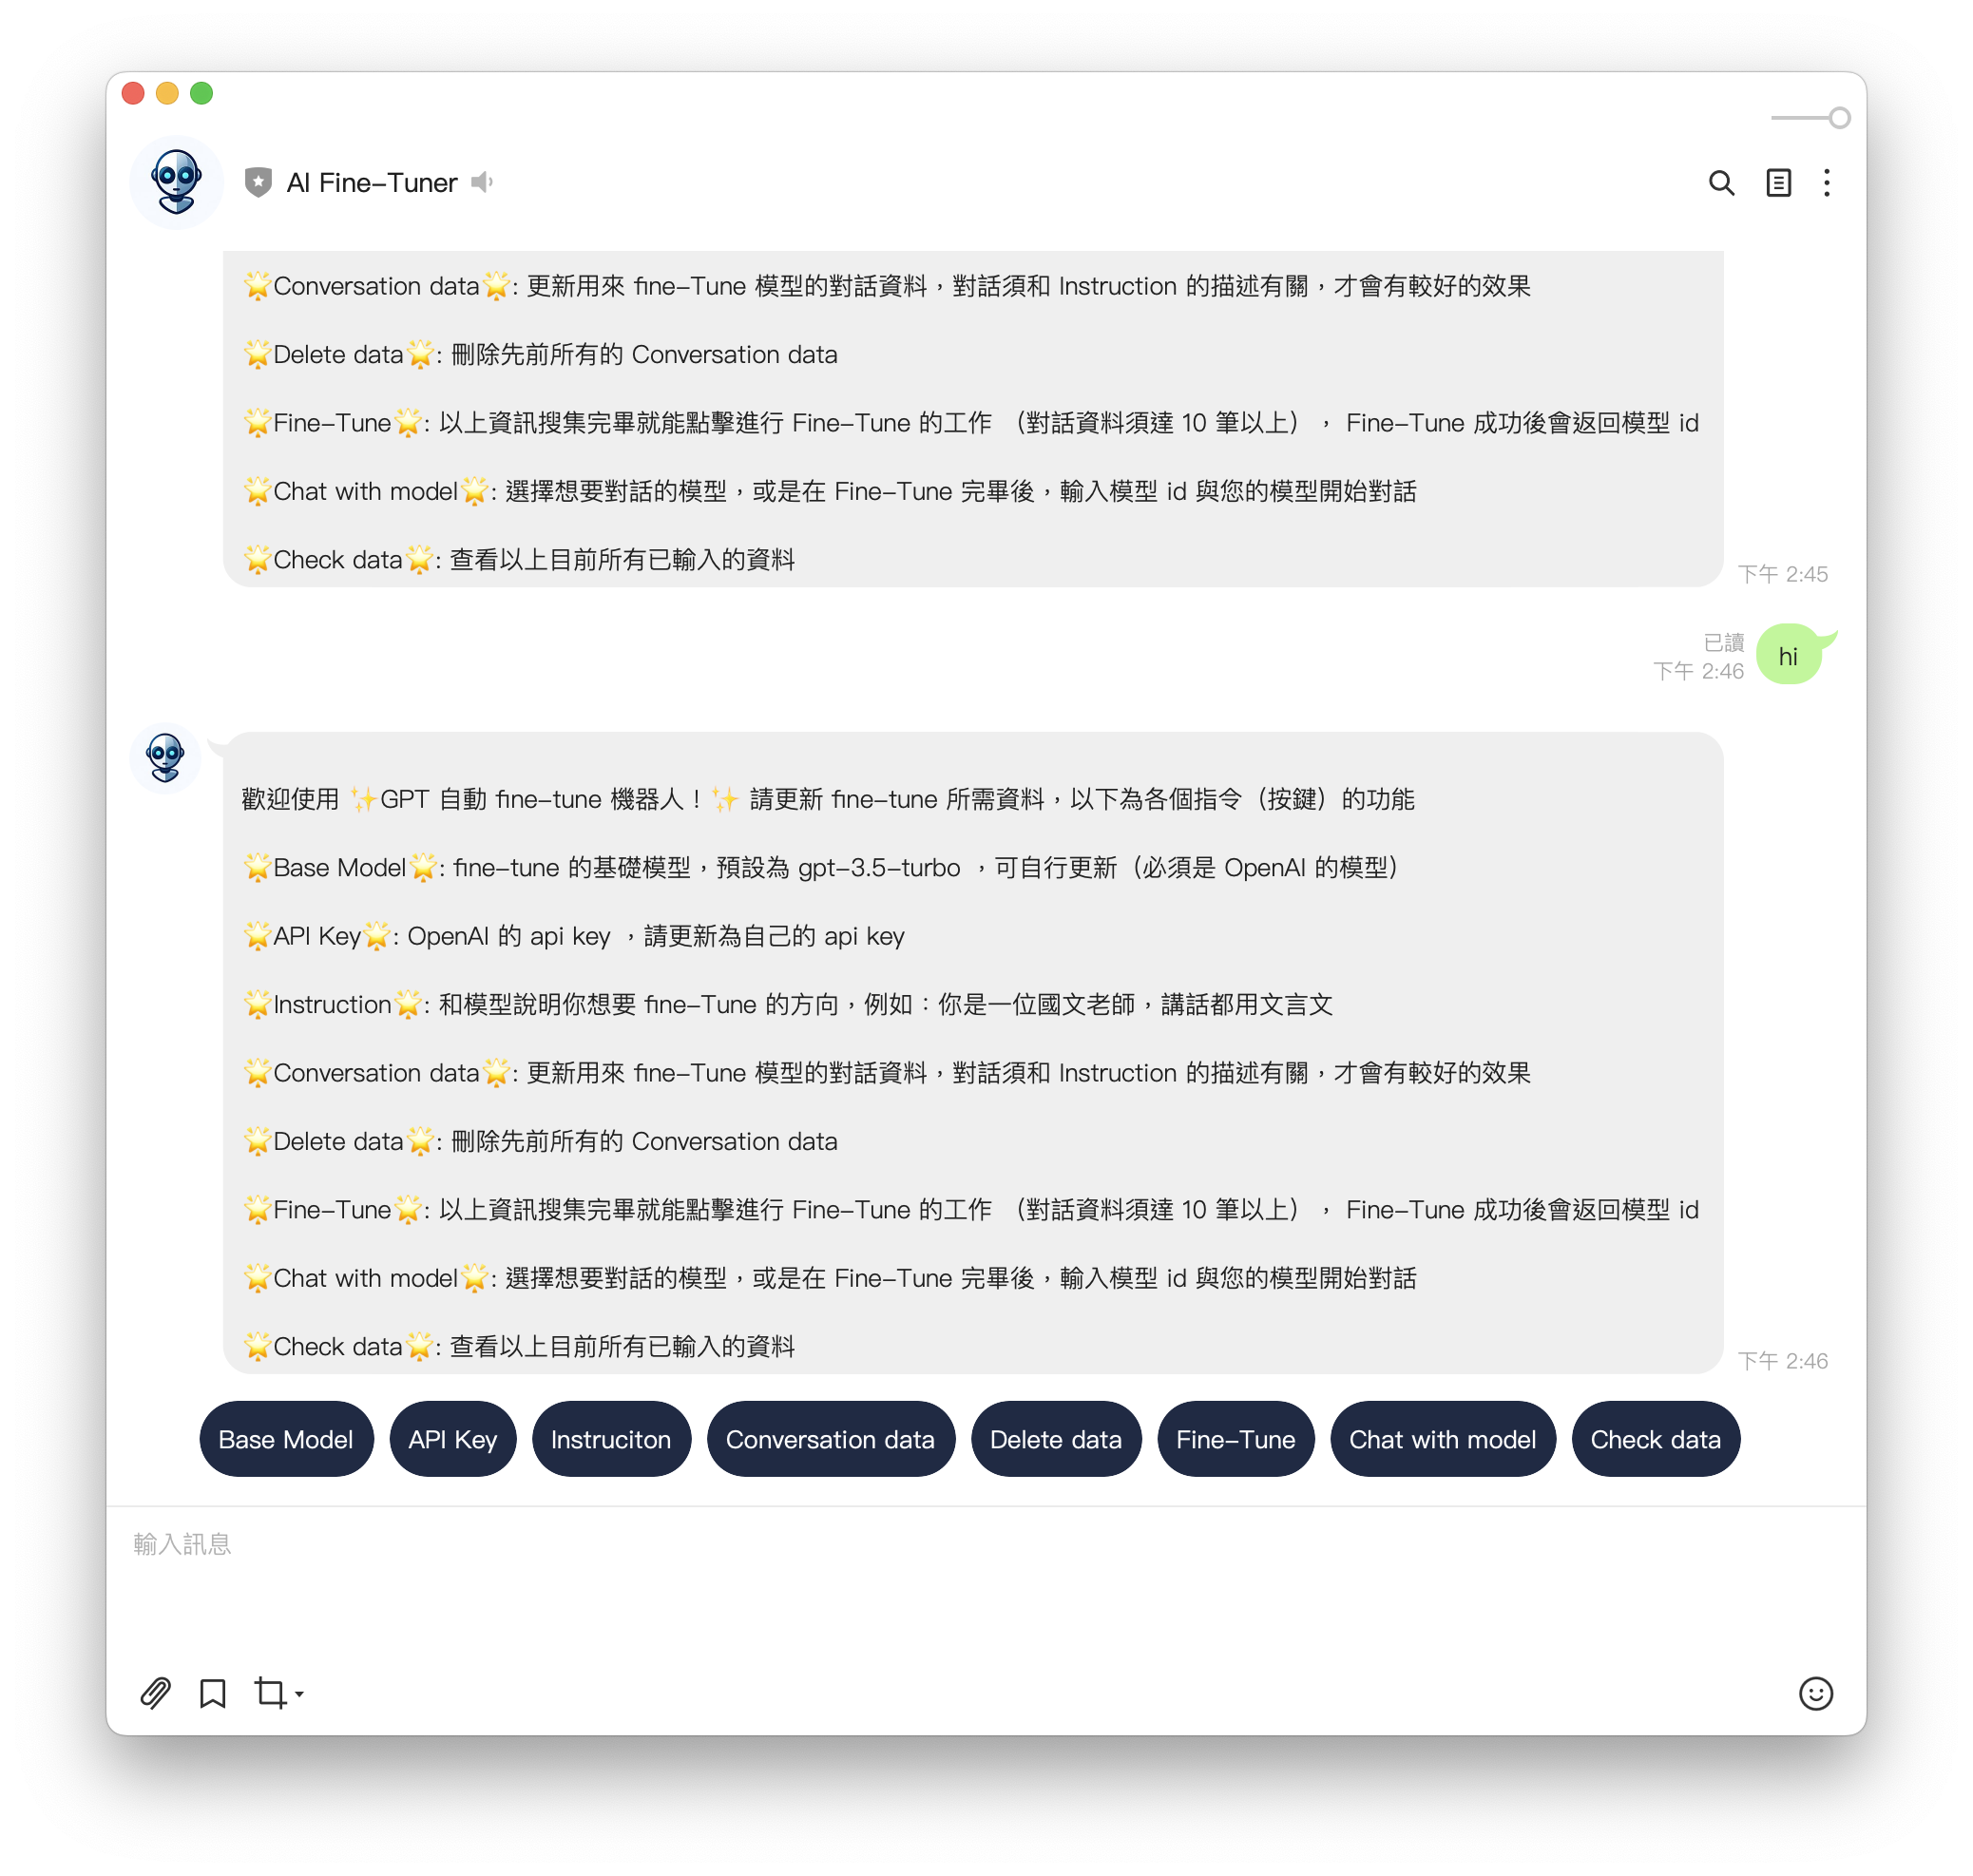 AI Fine-Tuner
🌟Conversation data🌟: 更新用來 fine-Tune 模型的對話資料,對話須和 Instruction 的描述有關,才會有較好的效果
🌟Delete data🌟: 刪除先前所有的 Conversation data
🌟Fine-Tune🌟: 以上資訊搜集完畢就能點擊進行 Fine-Tune 的工作 (對話資料須達 10 筆以上), Fine-Tune 成功後會返回模型 id
🌟Chat with model🌟: 選擇想要對話的模型,或是在 Fine-Tune 完畢後,輸入模型 id 與您的模型開始對話
🌟Check data🌟: 查看以上目前所有已輸入的資料
下午 2:45
已讀
下午 2:46
hi
歡迎使用 ✨GPT 自動 fine-tune 機器人!✨ 請更新 fine-tune 所需資料,以下為各個指令(按鍵)的功能
🌟Base Model🌟: fine-tune 的基礎模型,預設為 gpt-3.5-turbo ,可自行更新(必須是 OpenAI 的模型)
🌟API Key🌟: OpenAI 的 api key ,請更新為自己的 api key
🌟Instruction🌟: 和模型說明你想要 fine-Tune 的方向,例如:你是一位國文老師,講話都用文言文
🌟Conversation data🌟: 更新用來 fine-Tune 模型的對話資料,對話須和 Instruction 的描述有關,才會有較好的效果
🌟Delete data🌟: 刪除先前所有的 Conversation data
🌟Fine-Tune🌟: 以上資訊搜集完畢就能點擊進行 Fine-Tune 的工作 (對話資料須達 10 筆以上), Fine-Tune 成功後會返回模型 id
🌟Chat with model🌟: 選擇想要對話的模型,或是在 Fine-Tune 完畢後,輸入模型 id 與您的模型開始對話
🌟Check data🌟: 查看以上目前所有已輸入的資料
下午 2:46
Base Model API Key Instruciton Conversation data Delete data Fine-Tune Chat with model Check data
輸入訊息